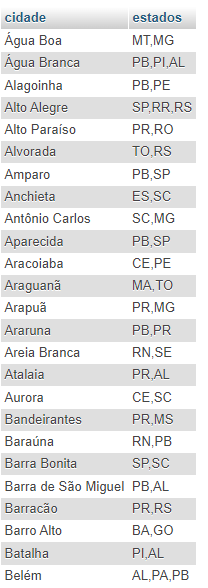 cidade estados
Água Boa MT,MG
Água Branca PB,PI,AL
Alagoinha PB,PE
Alto Alegre SP,RR,RS
Alto Paraíso PR,RO
Alvorada TO,RS
Amparo PB,SP
Anchieta ES,SC
Antônio Carlos SC,MG
Aparecida PB,SP
Aracoiaba CE,PE
Araguanã MA,TO
Arapuã PR,MG
Araruna PB,PR
Areia Branca RN,SE
Atalaia PR,AL
Aurora CE,SC
Bandeirantes PR,MS
Baraúna RN,PB
Barra Bonita SP,SC
Barra de São Miguel PB,AL
Barracão PR,RS
Barro Alto BA,GO
Batalha PI,AL
Belém AL,PA,PB